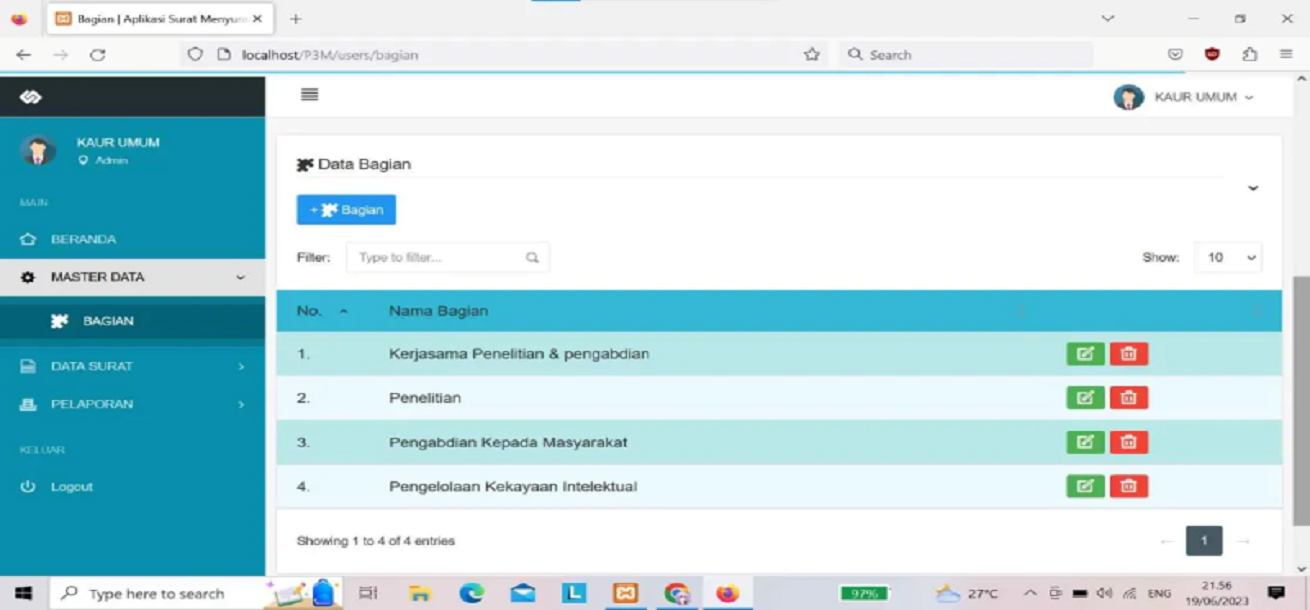 Bagian | Aplikasi Surat Menyura
localhost/P3M/users/bagian
Search
KAUR UMUM
KAUR UMUM
Admin
MAIN
BERANDA
MASTER DATA
BAGIAN
DATA SURAT
PELAPORAN
KELUAR
Logout
Data Bagian
+ Bagian
Filter: Type to filter...
Show: 10
No. Nama Bagian
1. Kerjasama Penelitian & pengabdian
2. Penelitian
3. Pengabdian Kepada Masyarakat
4. Pengelolaan Kekayaan Intelektual
Showing 1 to 4 of 4 entries
← 1 →
Type here to search
L
97%
27°C
ENG
21.56
19/06/2023